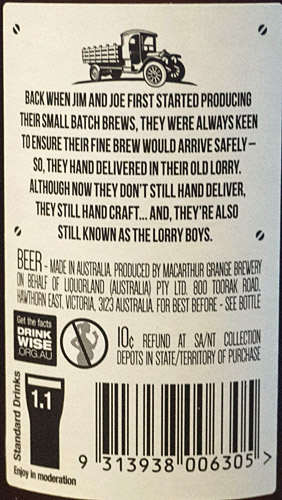 BACK WHEN JIM AND JOE FIRST STARTED PRODUCING
THEIR SMALL BATCH BREWS, THEY WERE ALWAYS KEEN
TO ENSURE THEIR FINE BREW WOULD ARRIVE SAFELY –
SO, THEY HAND DELIVERED IN THEIR OLD LORRY.
ALTHOUGH NOW THEY DON'T STILL HAND DELIVER,
THEY STILL HAND CRAFT... AND, THEY'RE ALSO
STILL KNOWN AS THE LORRY BOYS.
BEER - MADE IN AUSTRALIA. PRODUCED BY MACARTHUR GRANGE BREWERY
ON BEHALF OF LIQUORLAND (AUSTRALIA) PTY LTD. 800 TOORAK ROAD,
HAWTHORN EAST, VICTORIA, 3123 AUSTRALIA. FOR BEST BEFORE - SEE BOTTLE
Get the facts
DRINK
WISE
.ORG.AU
10c REFUND AT SA/NT COLLECTION
DEPOTS IN STATE/TERRITORY OF PURCHASE
Standard Drinks
1.1
Enjoy in moderation
9 313938 006305 >